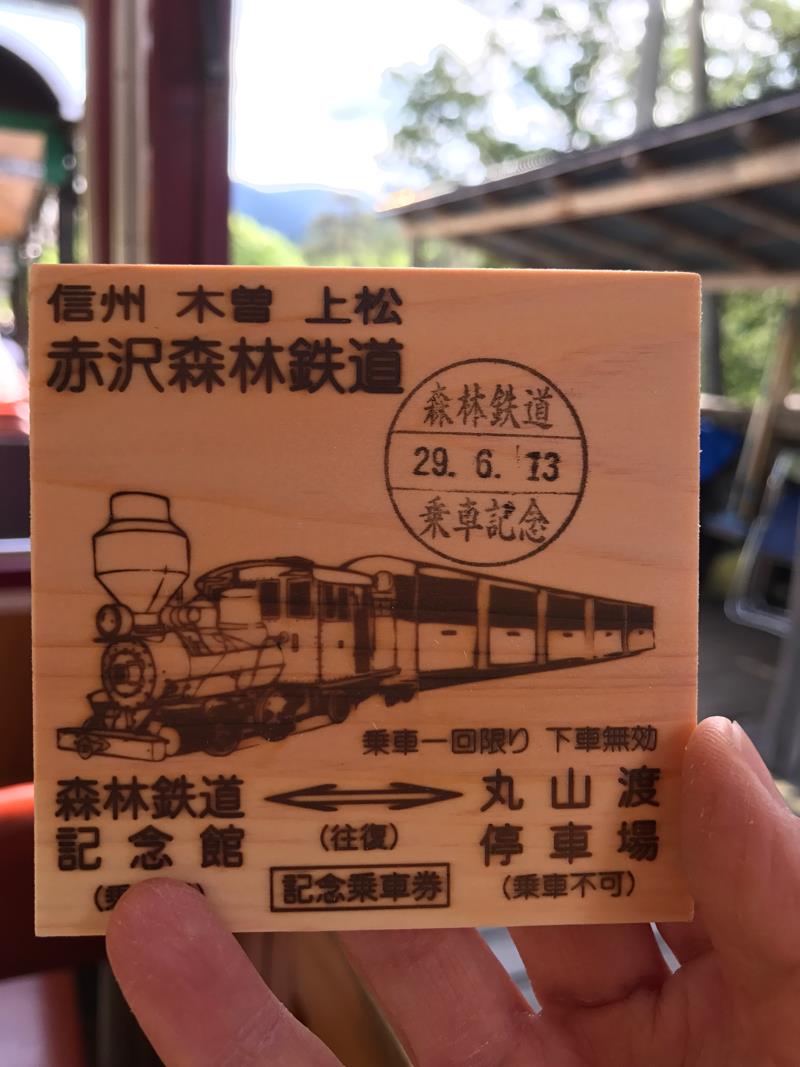 信州 木曽 上松
赤沢森林鉄道
森林鉄道
29. 6. 13
乗車記念
乗車一回限り 下車無効
森林鉄道
記念館
(往復)
丸山渡
停車場
(乗車不可)
記念乗車券